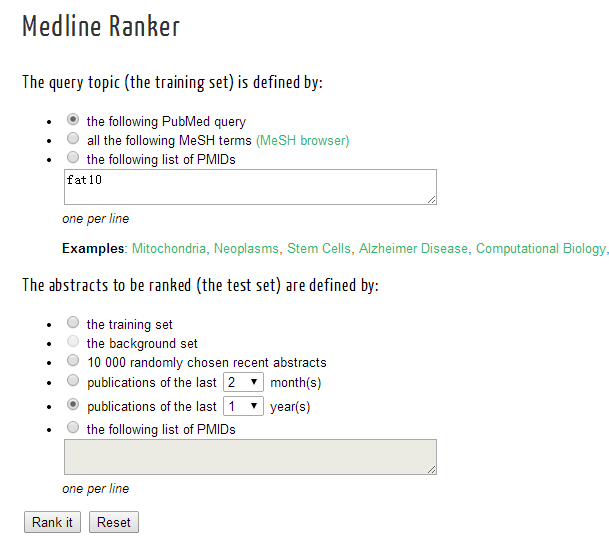 Medline Ranker
The query topic (the training set) is defined by:
the following PubMed query
all the following MeSH terms (MeSH browser)
the following list of PMIDs
fat10
one per line
Examples: Mitochondria, Neoplasms, Stem Cells, Alzheimer Disease, Computational Biology,
The abstracts to be ranked (the test set) are defined by:
the training set
the background set
10 000 randomly chosen recent abstracts
publications of the last 2 month(s)
publications of the last 1 year(s)
the following list of PMIDs
one per line
Rank it Reset